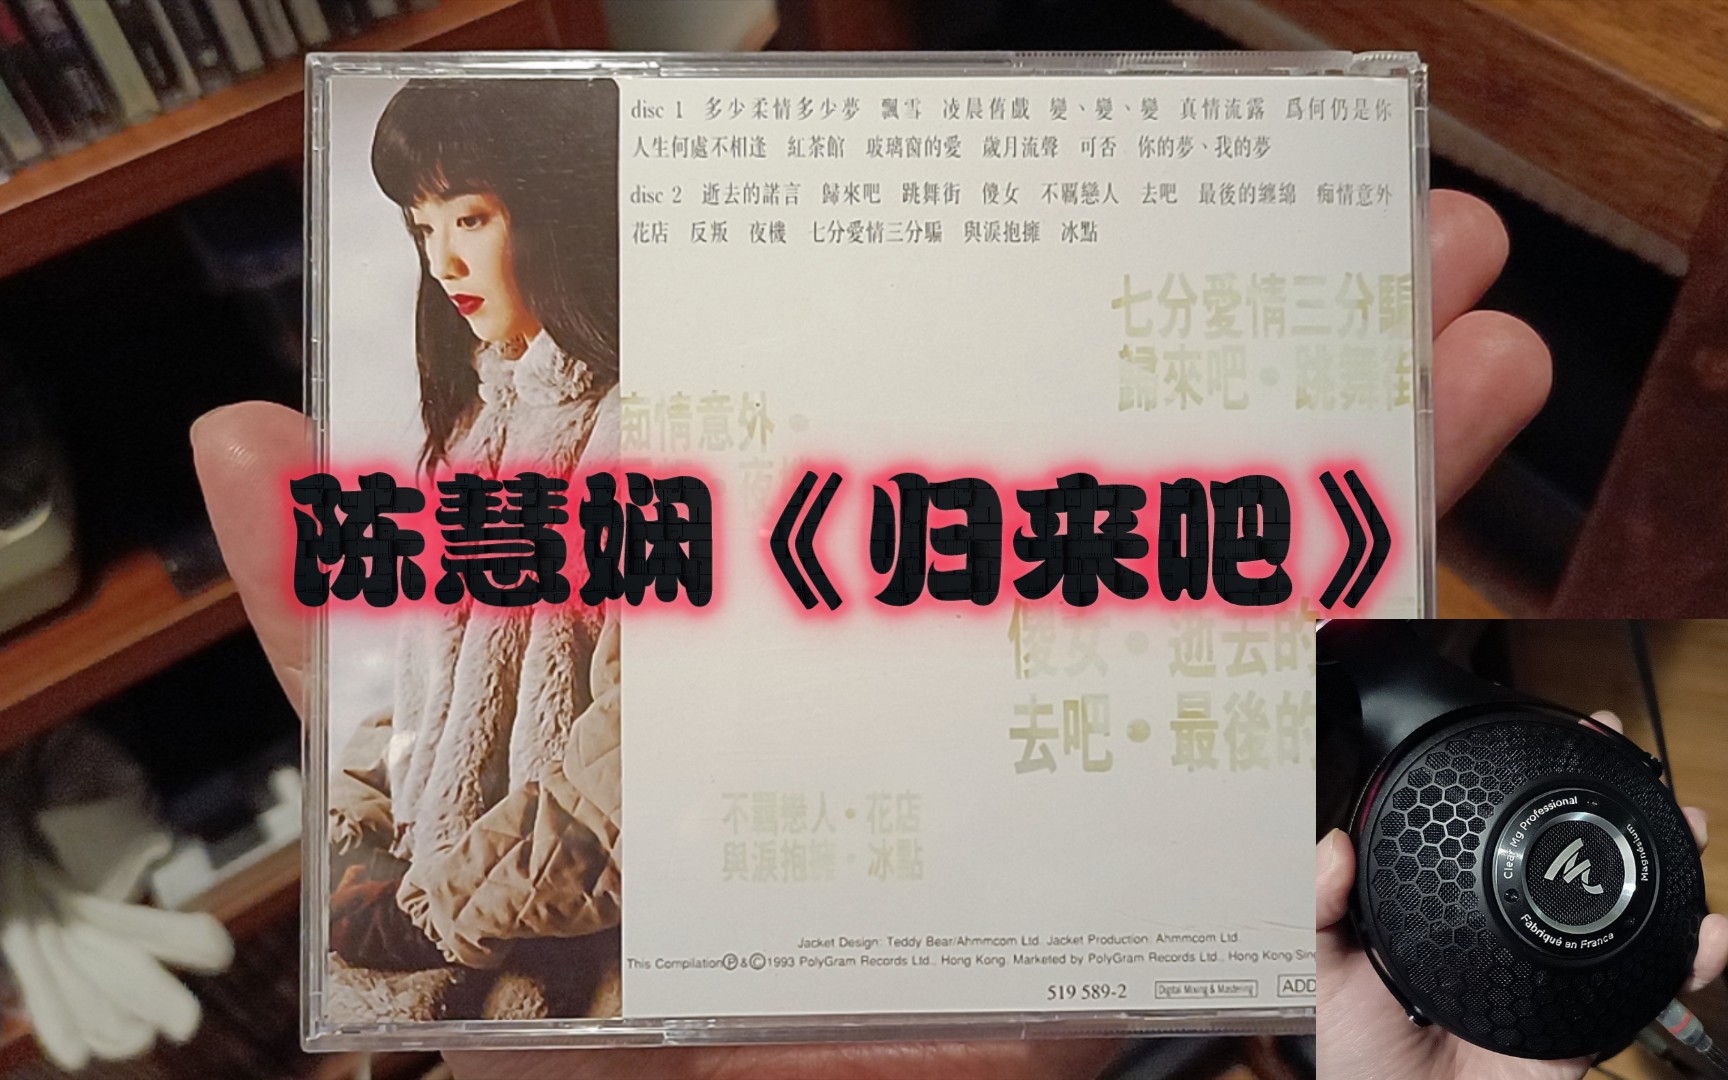 disc 1 多少柔情多少夢 飄雪 凌晨舊戲 變、變、變 真情流露 爲何仍是你
人生何處不相逢 紅茶館 玻璃窗的愛 歲月流聲 可否 你的夢、我的夢
disc 2 逝去的諾言 歸來吧 跳舞街 傻女 不羈戀人 去吧 最後的纏綿 痴情意外
花店 反叛 夜機 七分愛情三分騙 與淚抱擁 冰點
七分愛情三分騙
歸來吧·跳舞街
痴情意外·
夜機
陈慧娴《归来吧》
傻女·逝去的
去吧·最後的
不羈戀人·花店
與淚抱擁·冰點
Jacket Design: Teddy Bear/Ahmmcom Ltd. Jacket Production: Ahmmcom Ltd.
This Compilation Ⓟ & © 1993 PolyGram Records Ltd., Hong Kong. Marketed by PolyGram Records Ltd., Hong Kong/Sing
519 589-2 Digital Mixing & Mastering ADD
Clear Mg Professional
Magnésium
Fabriqué en France